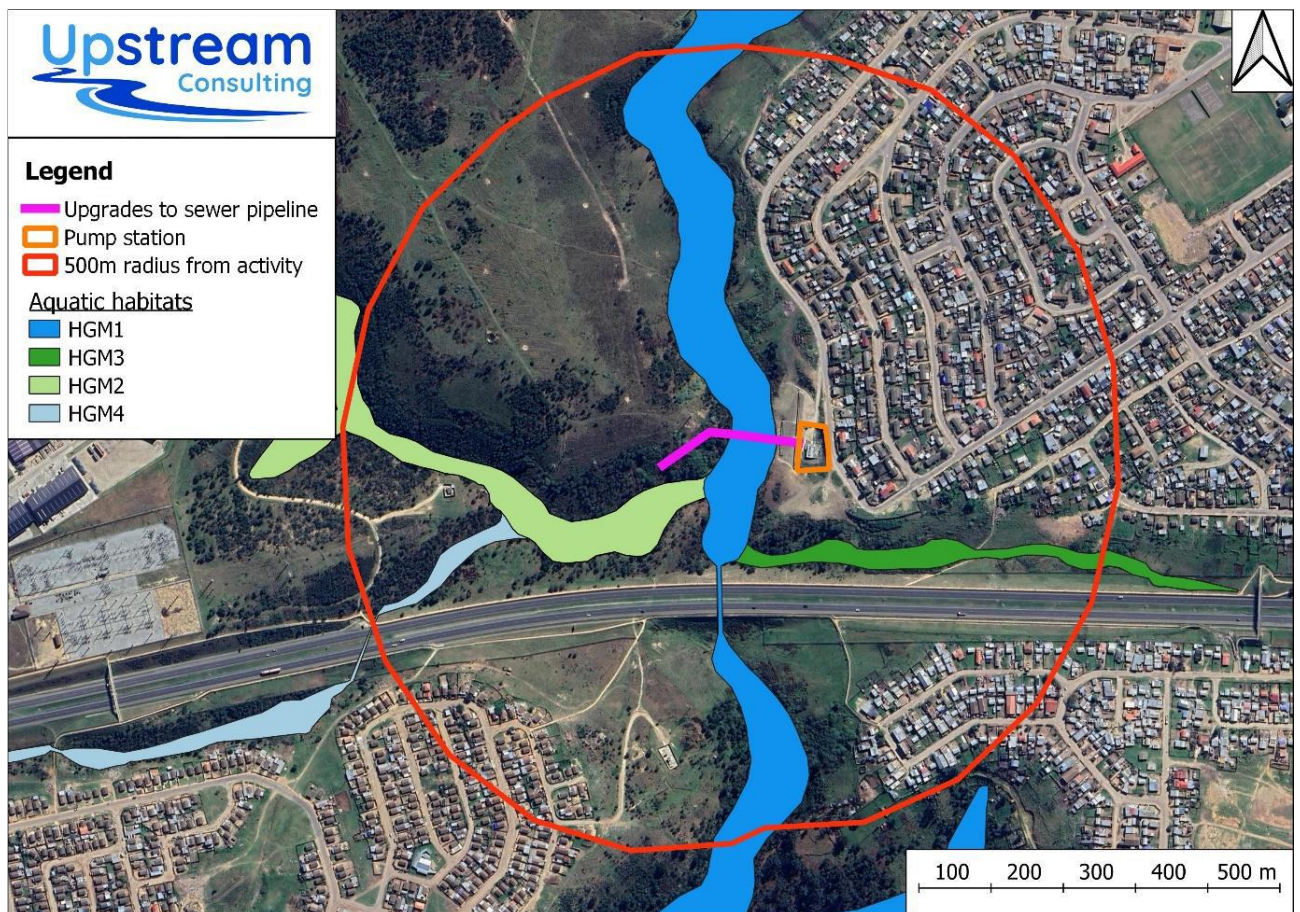 Upstream
Consulting
Legend
Upgrades to sewer pipeline
Pump station
500m radius from activity
Aquatic habitats
HGM1
HGM3
HGM2
HGM4
100 200 300 400 500 m